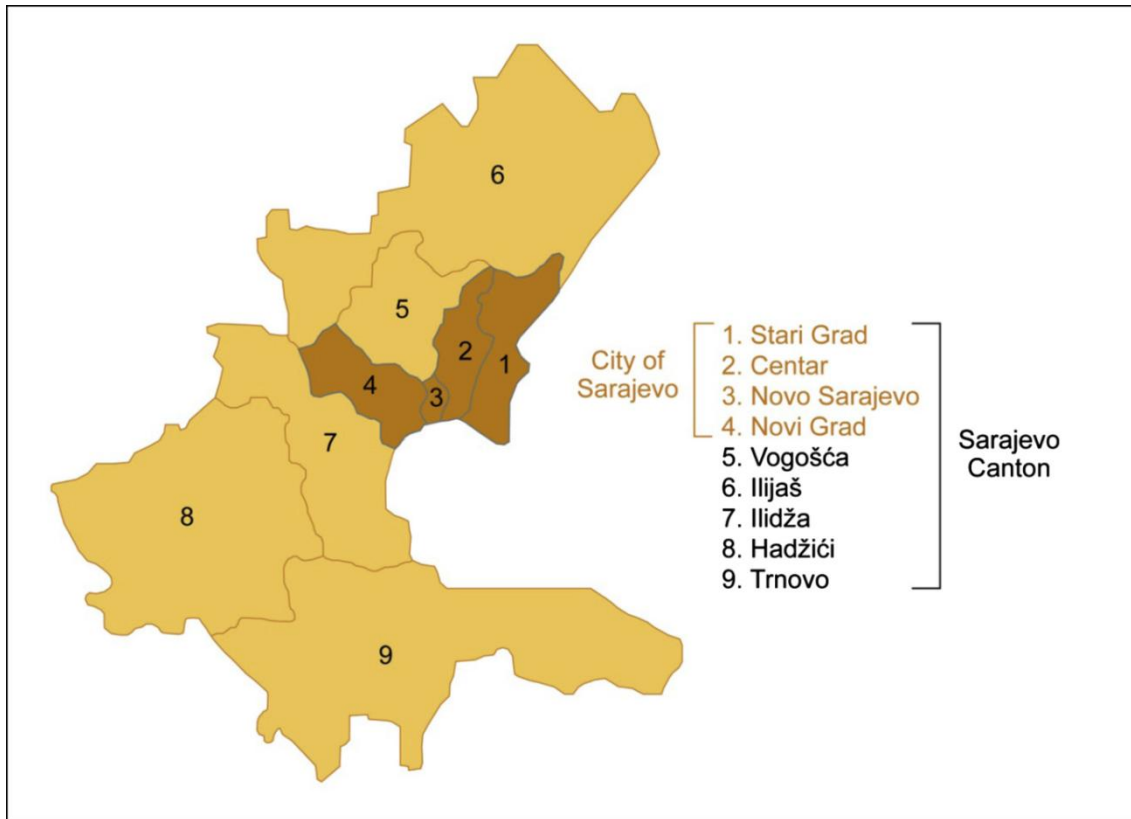 6
5
2
1
4
3
7
8
9
City of
Sarajevo
1. Stari Grad
2. Centar
3. Novo Sarajevo
4. Novi Grad
5. Vogošća
6. Ilijaš
7. Ilidža
8. Hadžići
9. Trnovo
Sarajevo
Canton